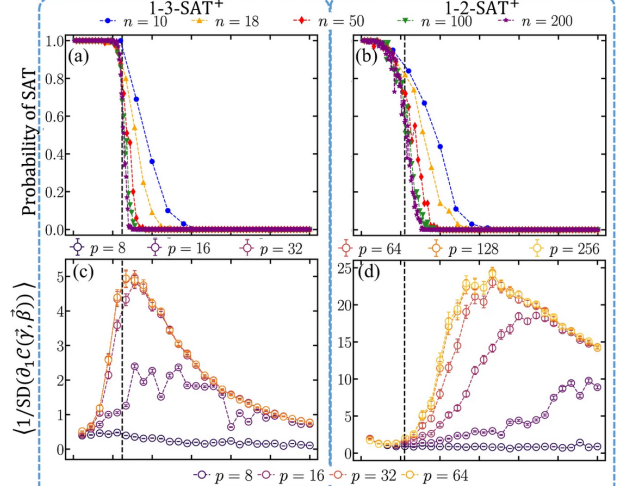 1-3-SAT⁺ 1-2-SAT⁺
n = 10 n = 18 n = 50 n = 100 n = 200
(a) (b)
Probability of SAT
1.0
0.8
0.6
0.4
0.2
0.0
p = 8 p = 16 p = 32 p = 64 p = 128 p = 256
(c) (d)
⟨1/SD(∂₁C(γ⃗, β⃗))⟩
5 25
4 20
3 15
2 10
1 5
0 0
p = 8 p = 16 p = 32 p = 64